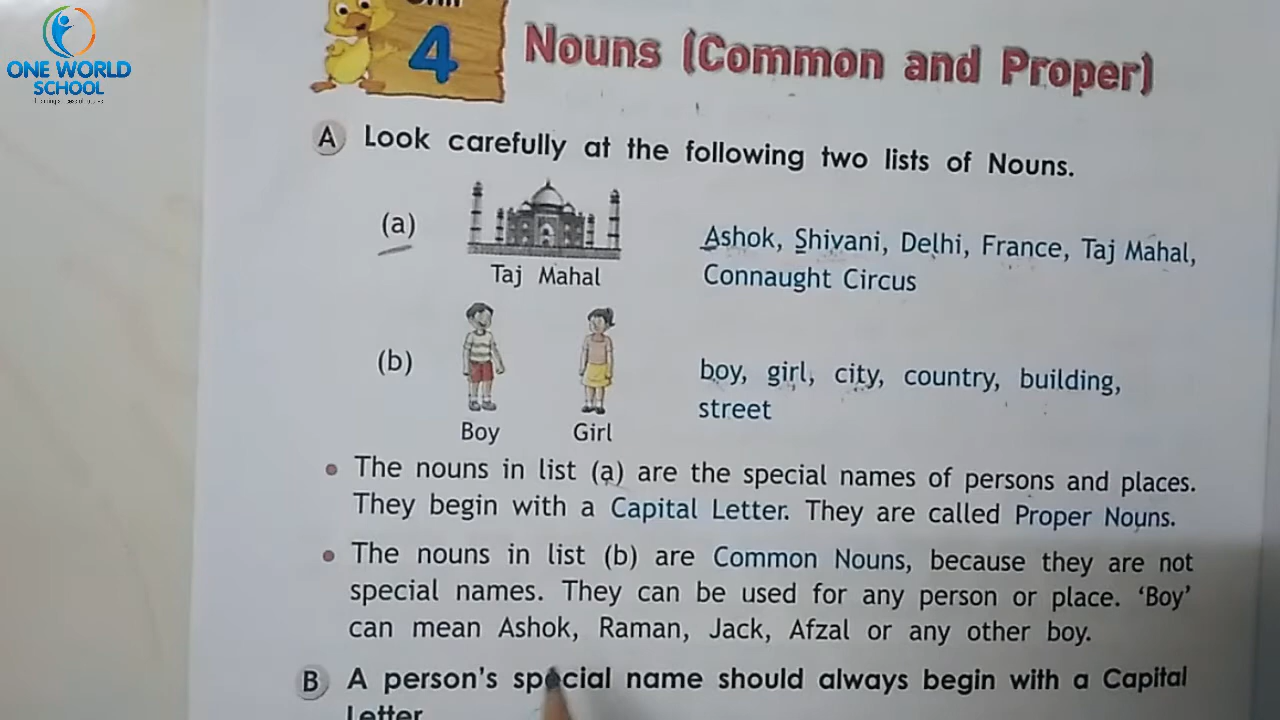 ONE WORLD
SCHOOL
4
Nouns (Common and Proper)
A Look carefully at the following two lists of Nouns.
(a)
Taj Mahal
Ashok, Shivani, Delhi, France, Taj Mahal,
Connaught Circus
(b)
Boy Girl
boy, girl, city, country, building,
street
• The nouns in list (a) are the special names of persons and places.
They begin with a Capital Letter. They are called Proper Nouns.
• The nouns in list (b) are Common Nouns, because they are not
special names. They can be used for any person or place. ‘Boy’
can mean Ashok, Raman, Jack, Afzal or any other boy.
B A person’s special name should always begin with a Capital
Letter